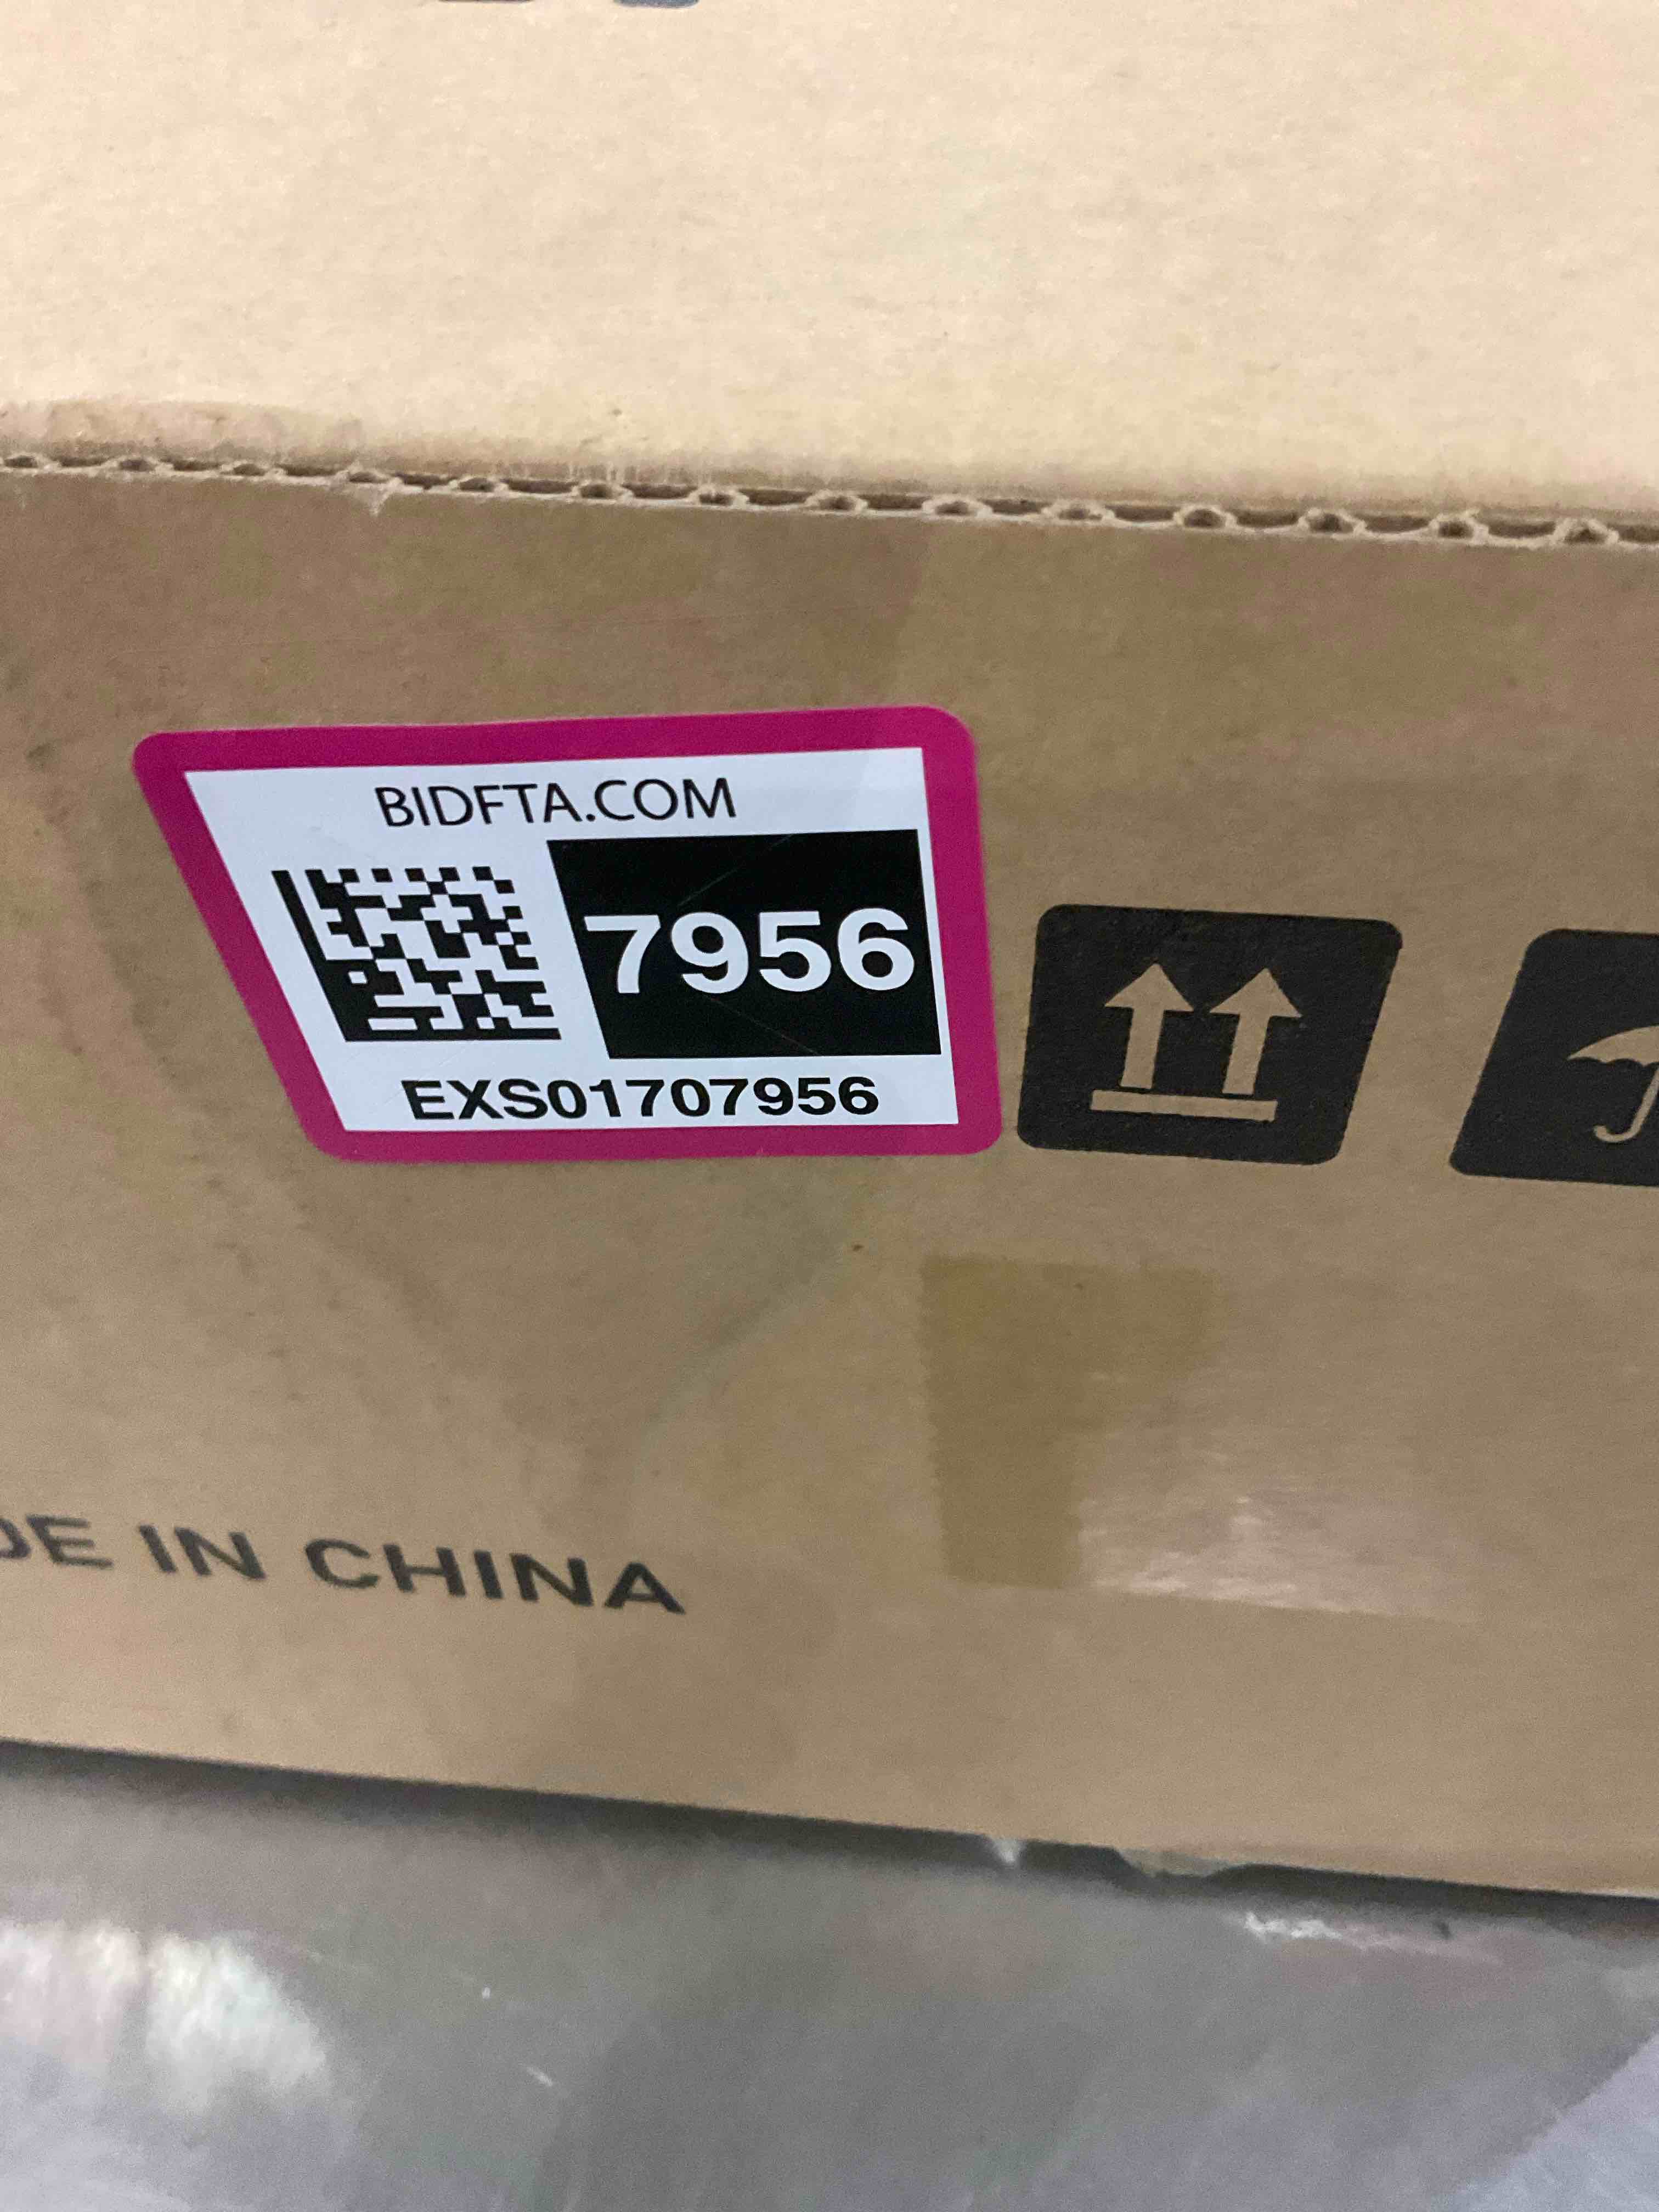 BIDFTA.COM
7956
EXS01707956
DE IN CHINA